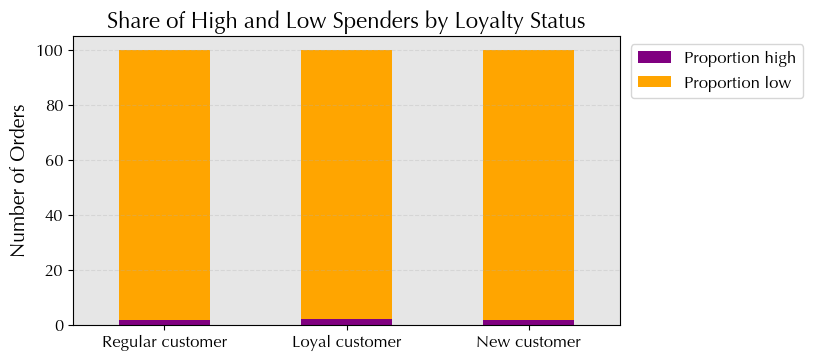 Share of High and Low Spenders by Loyalty Status
Number of Orders
100
80
60
40
20
0
Regular customer
Loyal customer
New customer
Proportion high
Proportion low